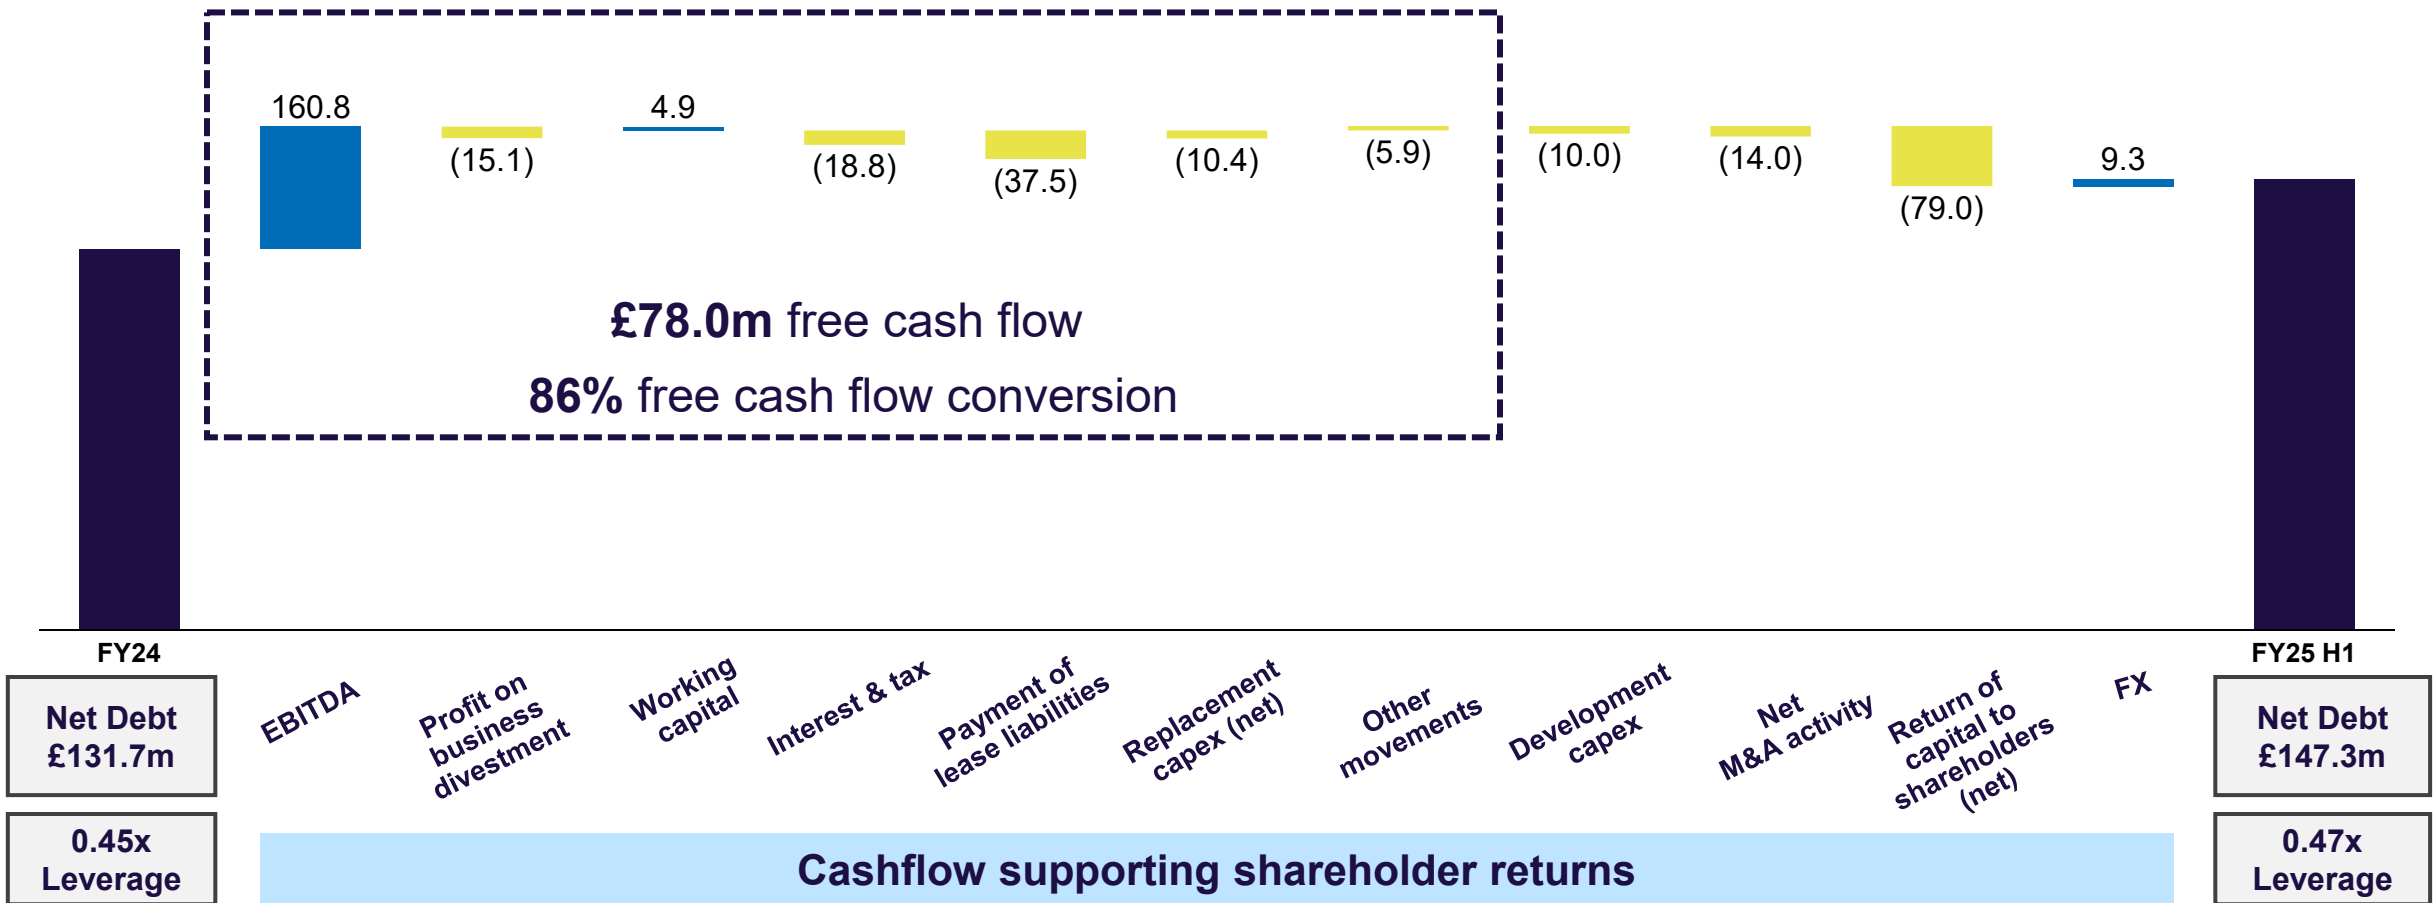 160.8
(15.1)
4.9
(18.8)
(37.5)
(10.4)
(5.9)
(10.0)
(14.0)
(79.0)
9.3
£78.0m free cash flow
86% free cash flow conversion
FY24
EBITDA
Profit on
business
divestment
Working
capital
Interest & tax
Payment of
lease liabilities
Replacement
capex (net)
Other
movements
Development
capex
Net
M&A activity
Return of
capital to
shareholders
(net)
FX
FY25 H1
Net Debt
£131.7m
Net Debt
£147.3m
0.45x
Leverage
Cashflow supporting shareholder returns
0.47x
Leverage